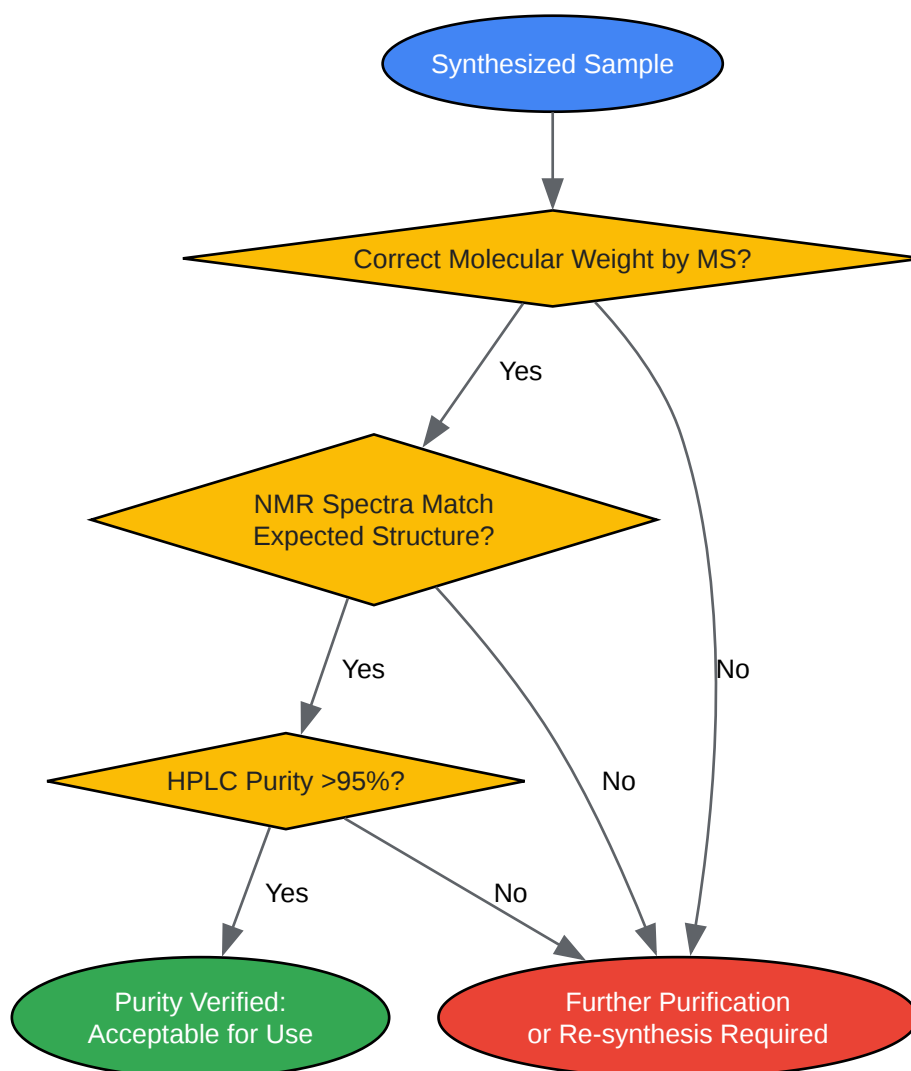 Synthesized Sample
Correct Molecular Weight by MS?
Yes
NMR Spectra Match
Expected Structure?
Yes
No
HPLC Purity >95%?
No
Yes
No
Purity Verified:
Acceptable for Use
Further Purification
or Re-synthesis Required